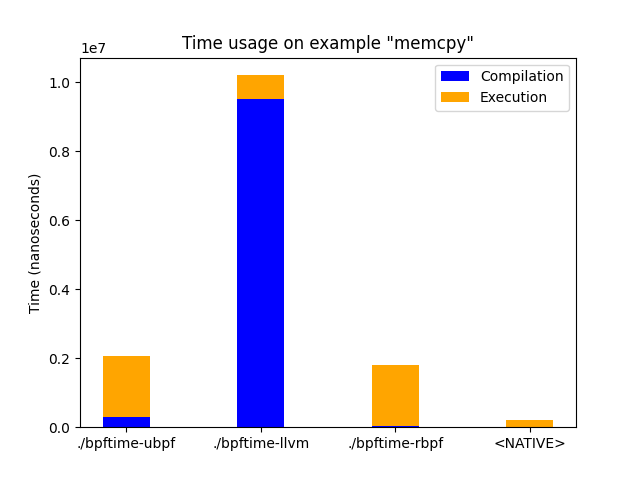 Time usage on example "memcpy"
1e7
Compilation
Execution
1.0
0.8
0.6
0.4
0.2
0.0
Time (nanoseconds)
./bpftime-ubpf
./bpftime-llvm
./bpftime-rbpf
<NATIVE>